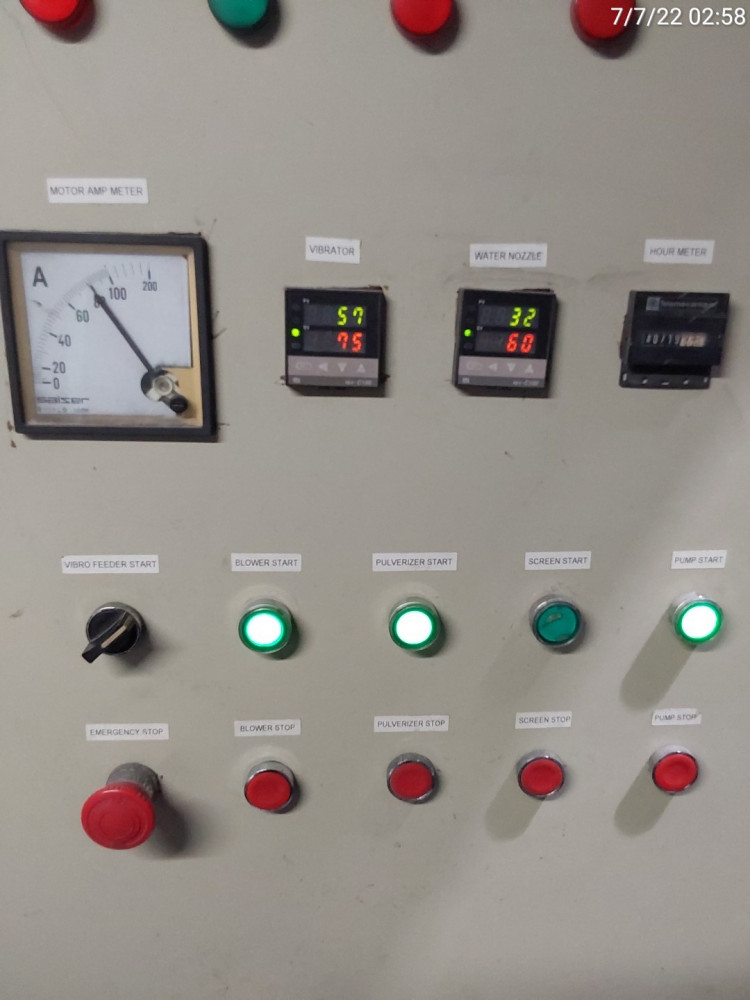 7/7/22 02:58
MOTOR AMP METER
VIBRATOR
WATER NOZZLE
HOUR METER
A
0
20
40
60
80
100
200
57
75
32
60
VIBRO FEEDER START
BLOWER START
PULVERIZER START
SCREEN START
PUMP START
EMERGENCY STOP
BLOWER STOP
PULVERIZER STOP
SCREEN STOP
PUMP STOP